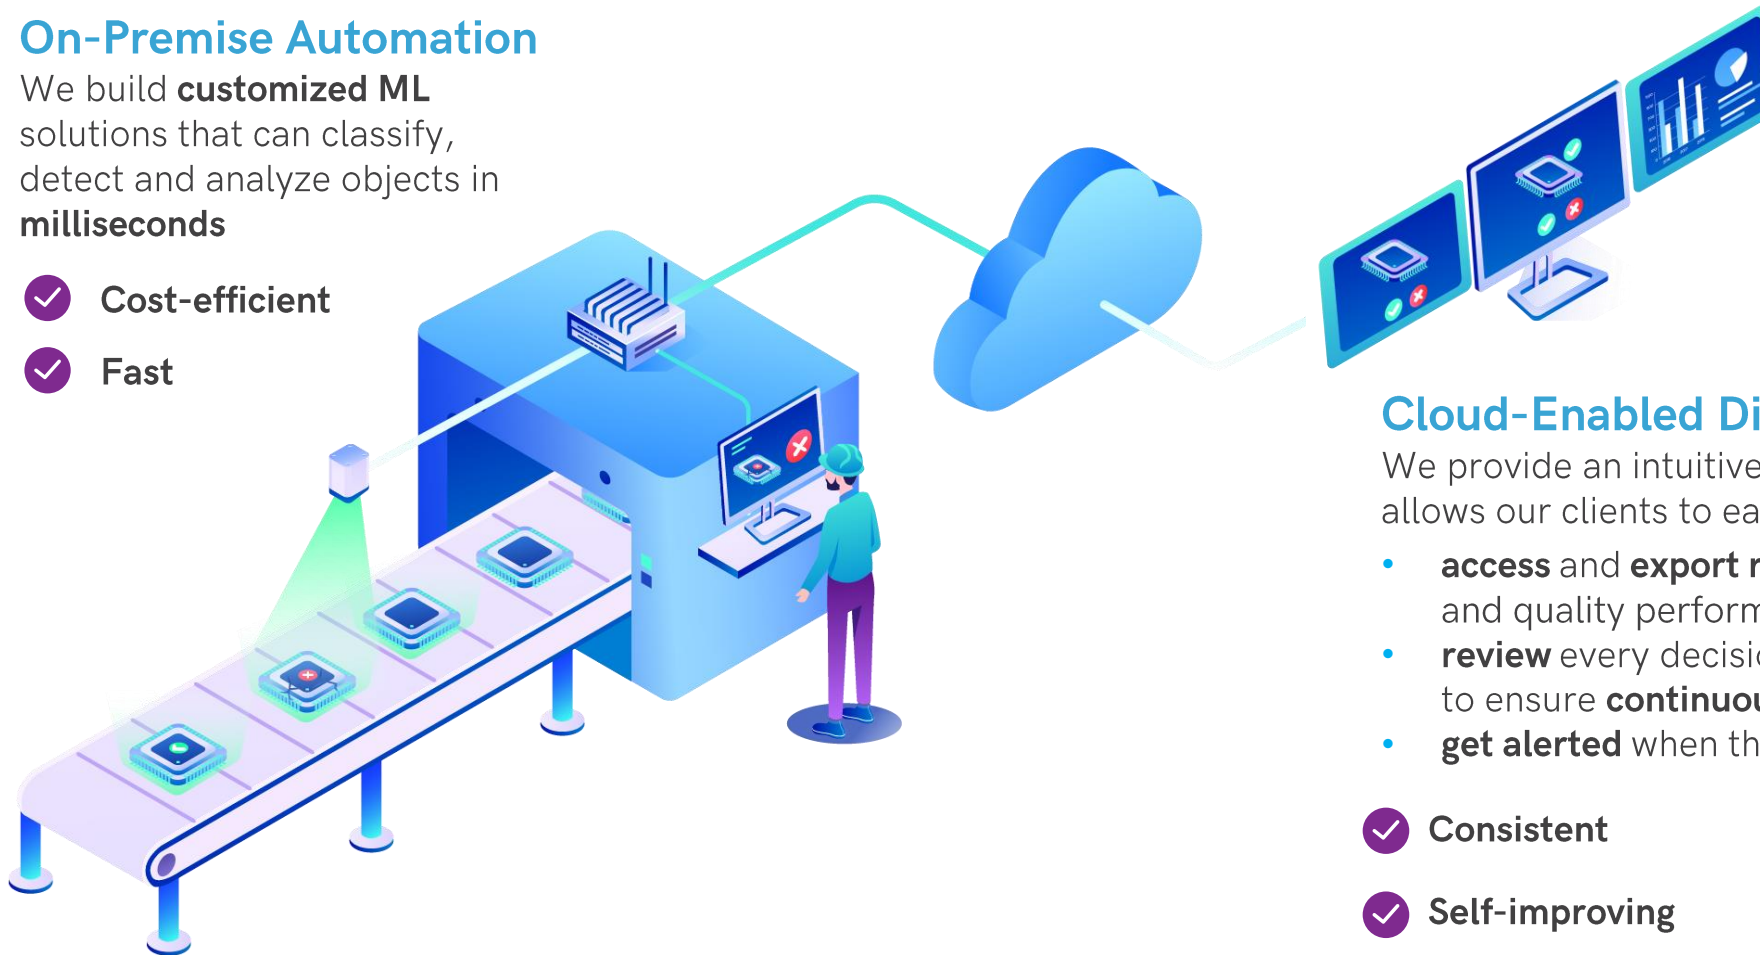 On-Premise Automation
We build customized ML
solutions that can classify,
detect and analyze objects in
milliseconds
Cost-efficient
Fast
Cloud-Enabled
We provide an intuitive
allows our clients to
• access and export
and quality
• review every
to ensure
• get alerted when
Consistent
Self-improving